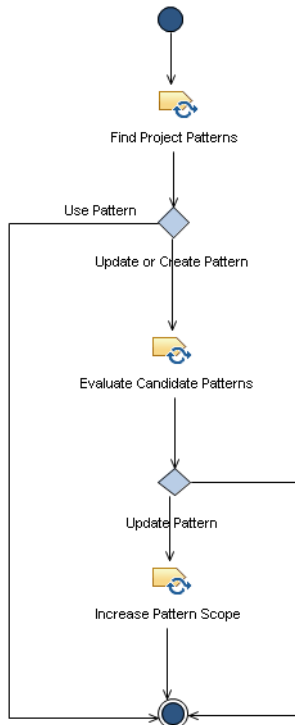 Find Project Patterns
Use Pattern
Update or Create Pattern
Evaluate Candidate Patterns
Update Pattern
Increase Pattern Scope